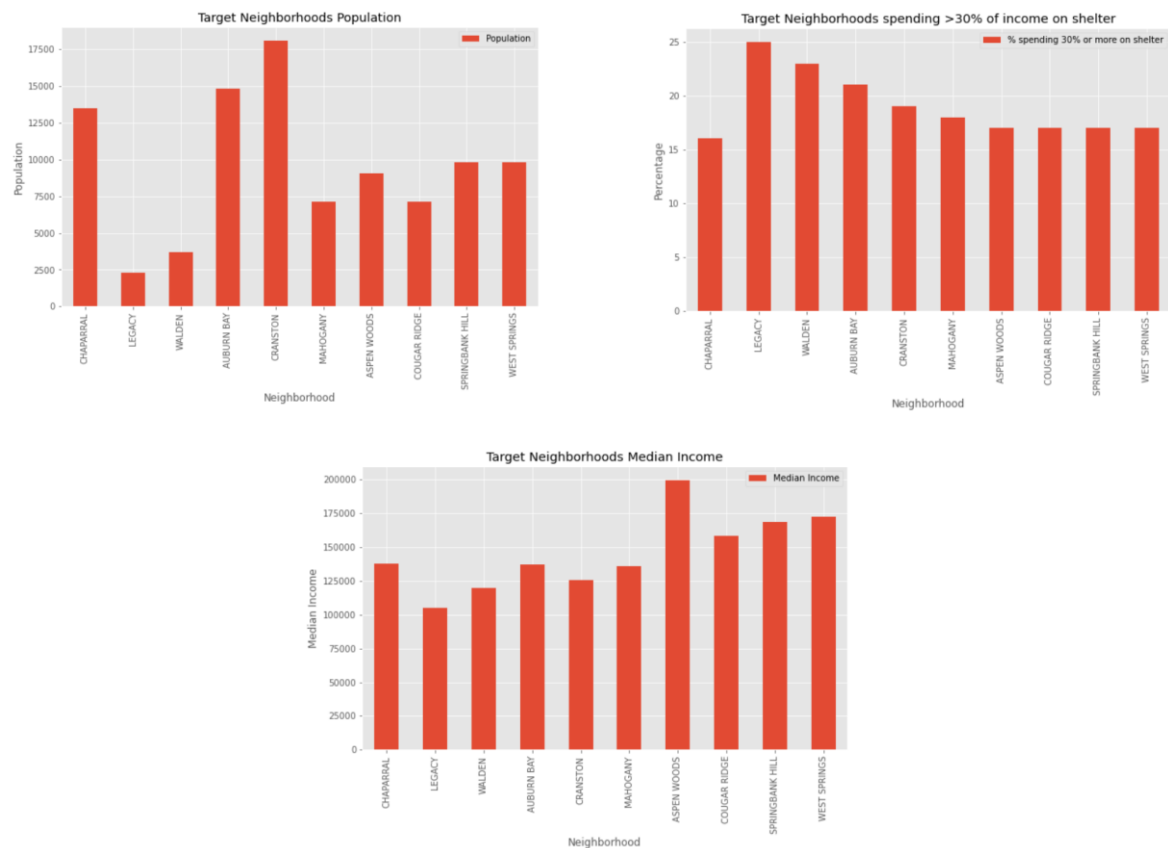 Target Neighborhoods Population
Population
17500
15000
12500
10000
7500
5000
2500
0
Population
CHAPARRAL
LEGACY
WALDEN
AUBURN BAY
CRANSTON
MAHOGANY
ASPEN WOODS
COUGAR RIDGE
SPRINGBANK HILL
WEST SPRINGS
Neighborhood
Target Neighborhoods spending >30% of income on shelter
% spending 30% or more on shelter
25
20
15
10
5
0
Percentage
CHAPARRAL
LEGACY
WALDEN
AUBURN BAY
CRANSTON
MAHOGANY
ASPEN WOODS
COUGAR RIDGE
SPRINGBANK HILL
WEST SPRINGS
Neighborhood
Target Neighborhoods Median Income
Median Income
200000
175000
150000
125000
100000
75000
50000
25000
0
Median Income
CHAPARRAL
LEGACY
WALDEN
AUBURN BAY
CRANSTON
MAHOGANY
ASPEN WOODS
COUGAR RIDGE
SPRINGBANK HILL
WEST SPRINGS
Neighborhood